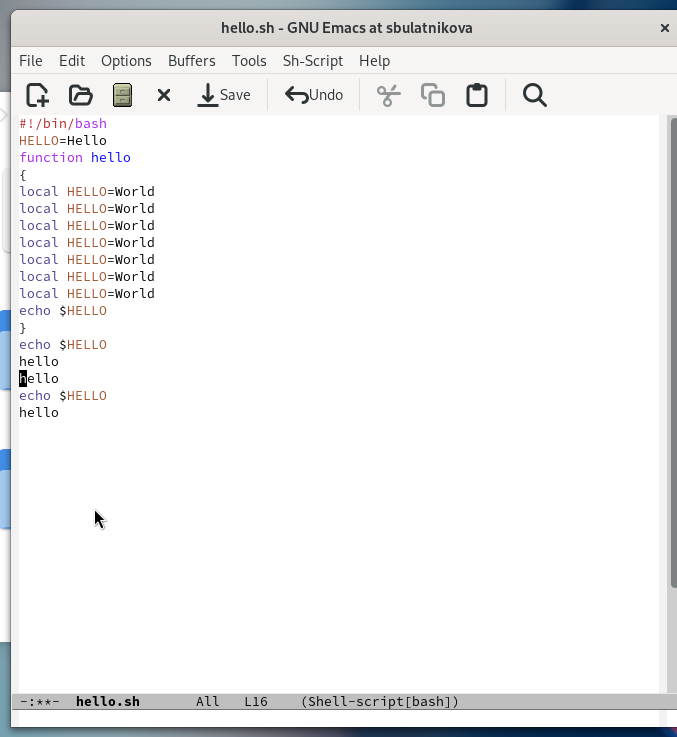 hello.sh - GNU Emacs at sbulatnikova
File Edit Options Buffers Tools Sh-Script Help
Save Undo
#!/bin/bash
HELLO=Hello
function hello
{
local HELLO=World
local HELLO=World
local HELLO=World
local HELLO=World
local HELLO=World
local HELLO=World
local HELLO=World
echo $HELLO
}
echo $HELLO
hello
hello
echo $HELLO
hello
-:**-  hello.sh       All   L16    (Shell-script[bash])